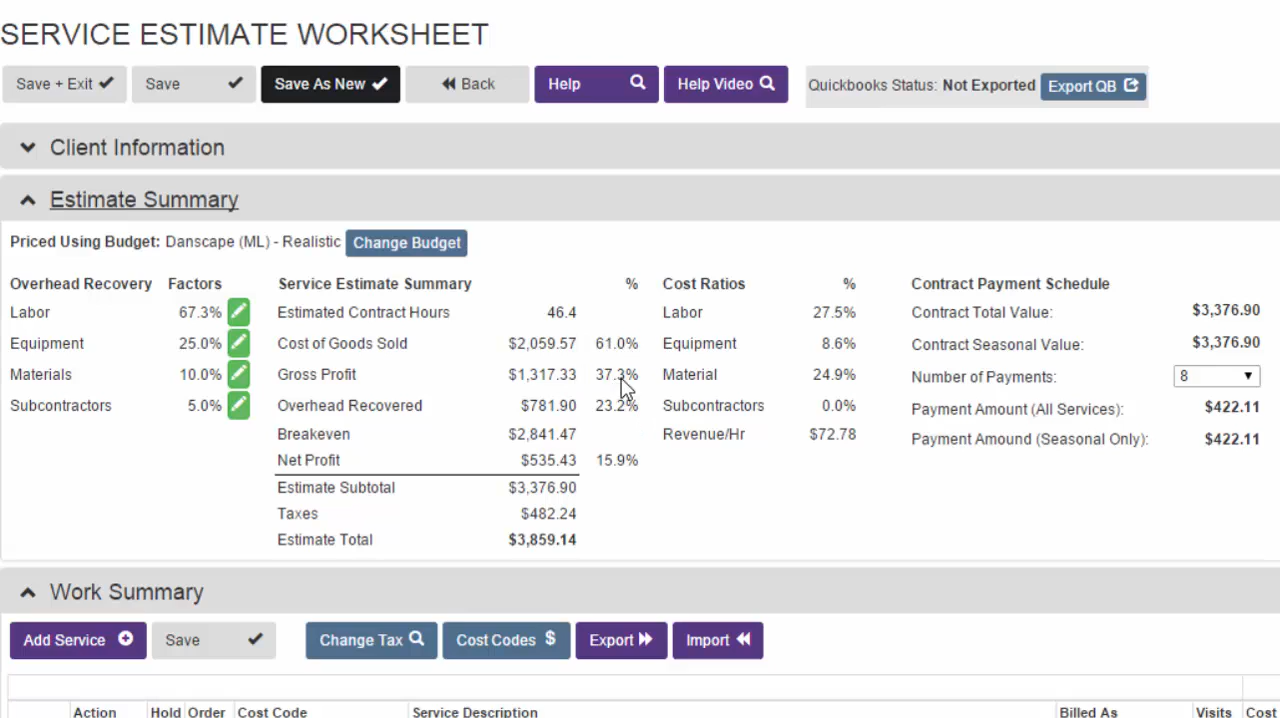 SERVICE ESTIMATE WORKSHEET
Save + Exit Save Save As New Back Help Help Video Quickbooks Status: Not Exported Export QB
Client Information
Estimate Summary
Priced Using Budget: Danscape (ML) - Realistic Change Budget
Overhead Recovery Factors Service Estimate Summary % Cost Ratios % Contract Payment Schedule
Labor 67.3% Estimated Contract Hours 46.4 Labor 27.5% Contract Total Value: $3,376.90
Equipment 25.0% Cost of Goods Sold $2,059.57 61.0% Equipment 8.6% Contract Seasonal Value: $3,376.90
Materials 10.0% Gross Profit $1,317.33 37.3% Material 24.9% Number of Payments: 8
Subcontractors 5.0% Overhead Recovered $781.90 23.2% Subcontractors 0.0% Payment Amount (All Services): $422.11
Breakeven $2,841.47 Revenue/Hr $72.78 Payment Amound (Seasonal Only): $422.11
Net Profit $535.43 15.9%
Estimate Subtotal $3,376.90
Taxes $482.24
Estimate Total $3,859.14
Work Summary
Add Service Save Change Tax Cost Codes $ Export Import
Action Hold Order Cost Code Service Description Billed As Visits Cost